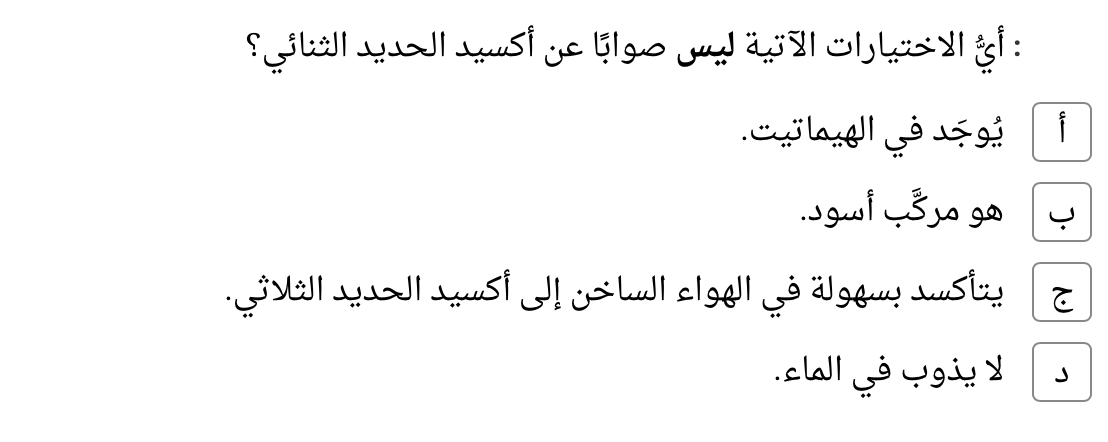 : أيُّ الاختيارات الآتية ليس صوابًا عن أكسيد الحديد الثنائي؟
أ يُوجَد في الهيماتيت.
ب هو مركَّب أسود.
ج يتأكسد بسهولة في الهواء الساخن إلى أكسيد الحديد الثلاثي.
د لا يذوب في الماء.